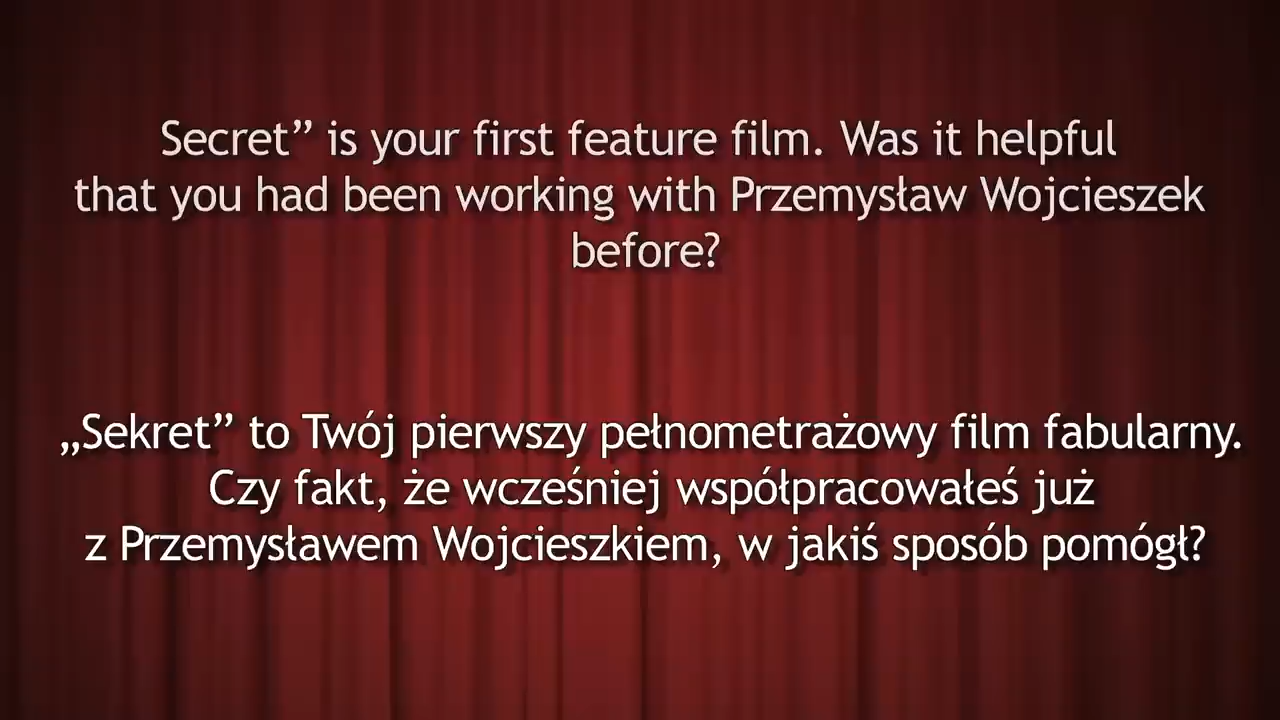 Secret” is your first feature film. Was it helpful
that you had been working with Przemysław Wojcieszek
before?
„Sekret” to Twój pierwszy pełnometrażowy film fabularny.
Czy fakt, że wcześniej współpracowałeś już
z Przemysławem Wojcieszkiem, w jakiś sposób pomógł?